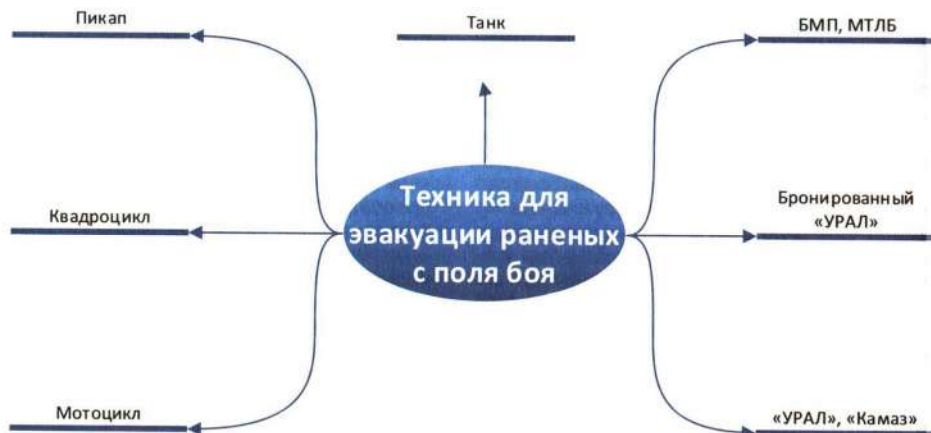 Пикап
Танк
БМП, МТЛБ
Техника для
эвакуации раненых
с поля боя
Квадроцикл
Бронированный
«УРАЛ»
Мотоцикл
«УРАЛ», «Камаз»